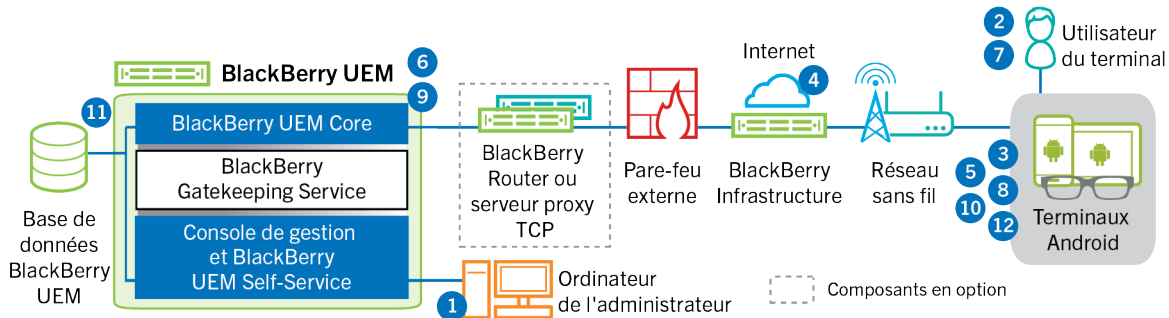 Internet
2
7
Utilisateur
du terminal
BlackBerry UEM
6
4
9
11
BlackBerry UEM Core
BlackBerry
Gatekeeping Service
Console de gestion
et BlackBerry
UEM Self-Service
Base de
données
BlackBerry
UEM
BlackBerry
Router ou
serveur proxy
TCP
Pare-feu
externe
BlackBerry
Infrastructure
Réseau
sans fil
3
5
8
10
12
Terminaux
Android
1
Ordinateur
de l'administrateur
Composants en option